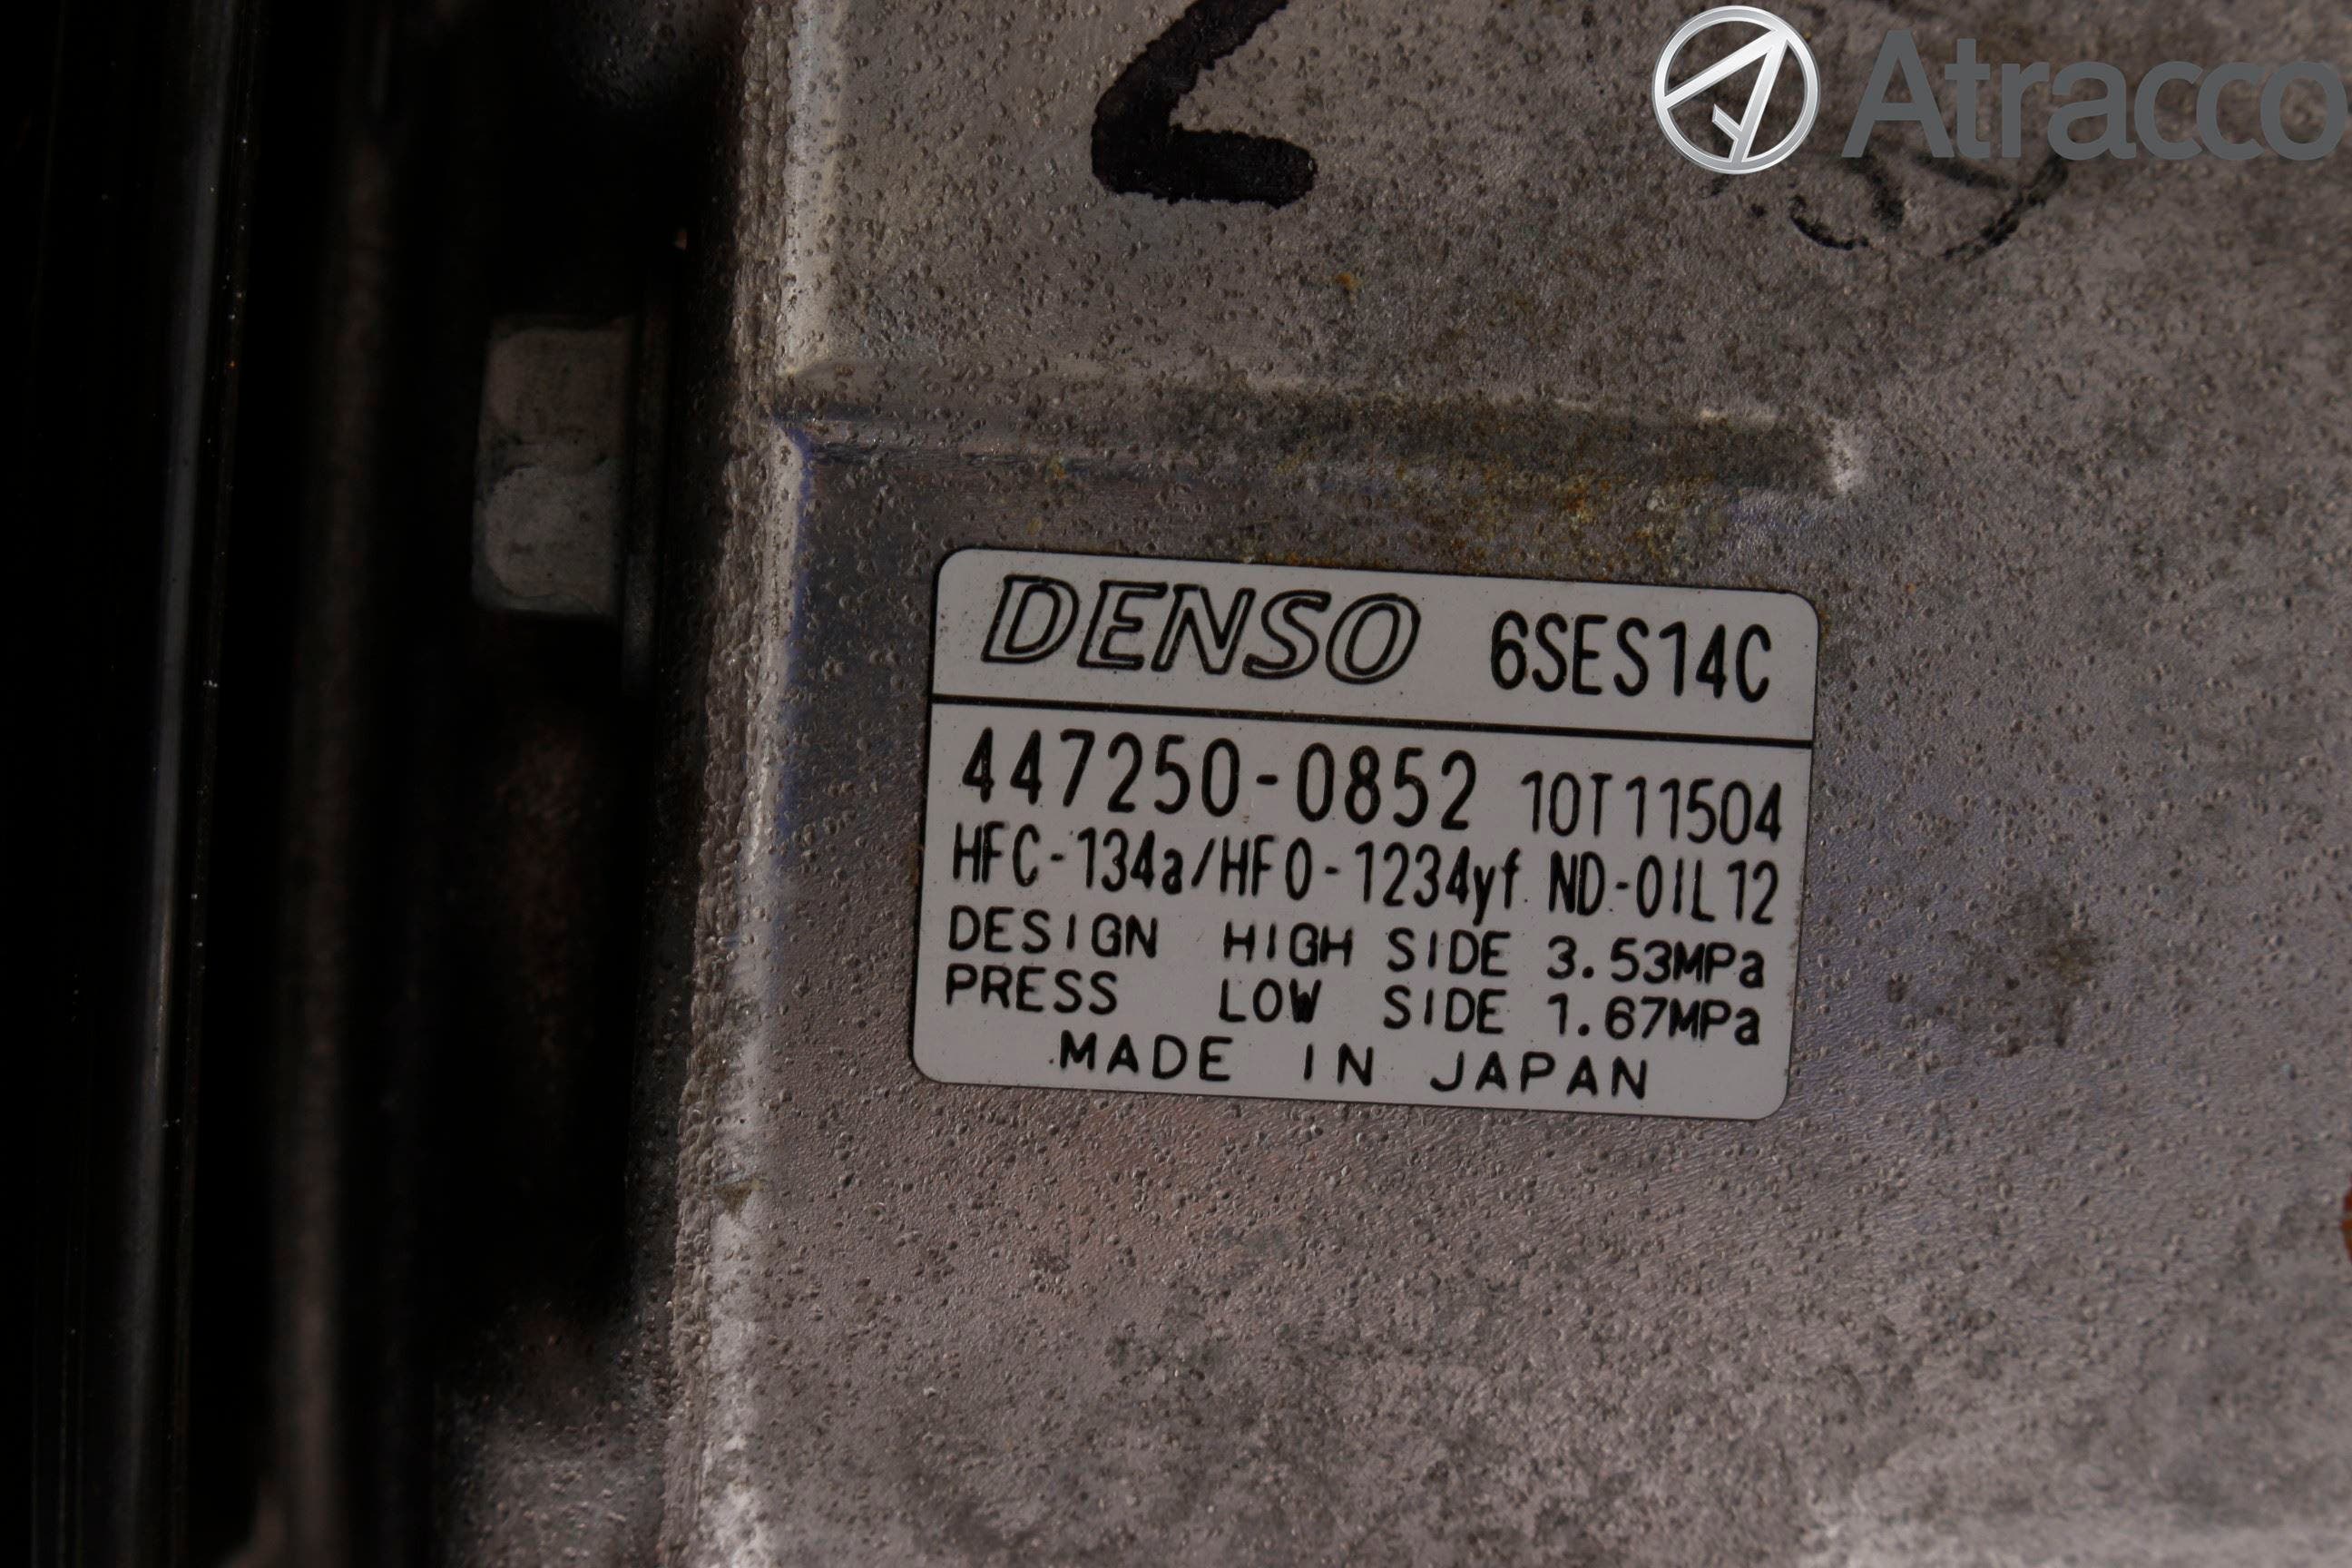 Atracco
DENSO 6SES14C
447250-0852 10T11504
HFC-134a/HFO-1234yf ND-OIL12
DESIGN HIGH SIDE 3.53MPa
PRESS LOW SIDE 1.67MPa
MADE IN JAPAN